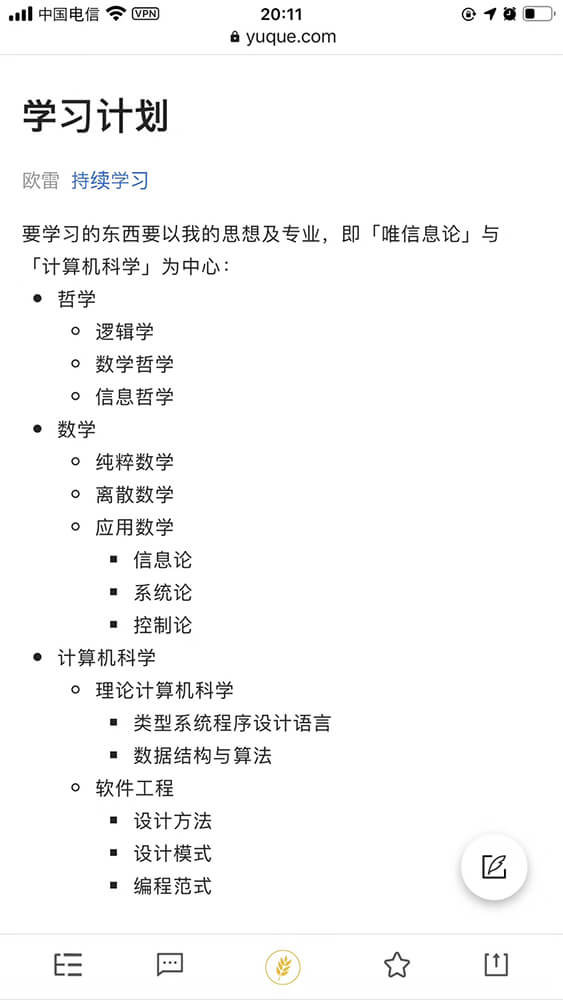 中国电信 VPN 20:11
yuque.com
学习计划
欧雷 持续学习
要学习的东西要以我的思想及专业，即「唯信息论」与
「计算机科学」为中心：
哲学
逻辑学
数学哲学
信息哲学
数学
纯粹数学
离散数学
应用数学
信息论
系统论
控制论
计算机科学
理论计算机科学
类型系统程序设计语言
数据结构与算法
软件工程
设计方法
设计模式
编程范式